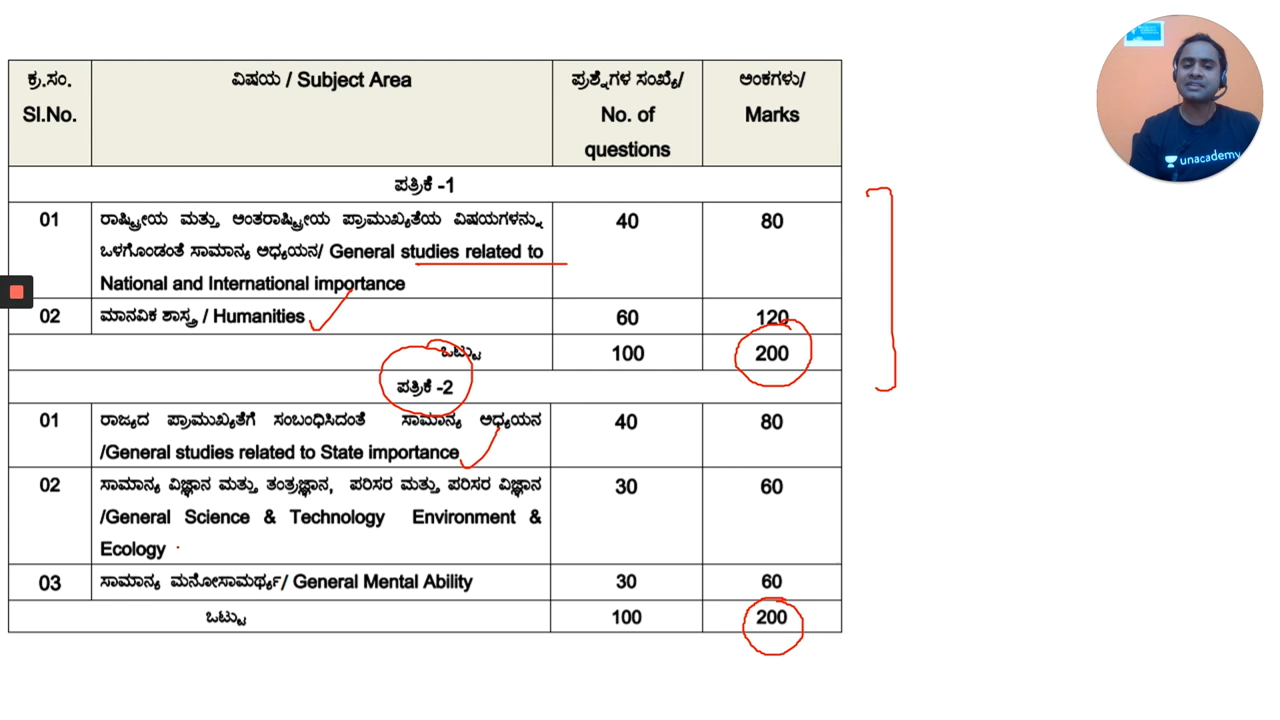 ಕ್ರ.ಸಂ. ವಿಷಯ / Subject Area ಪ್ರಶ್ನೆಗಳ ಸಂಖ್ಯೆ/ ಅಂಕಗಳು/
Sl.No. No. of Marks
questions
ಪತ್ರಿಕೆ -1
01 ರಾಷ್ಟ್ರೀಯ ಮತ್ತು ಅಂತರಾಷ್ಟ್ರೀಯ ಪ್ರಾಮುಖ್ಯತೆಯ ವಿಷಯಗಳನ್ನು 40 80
ಒಳಗೊಂಡಂತೆ ಸಾಮಾನ್ಯ ಅಧ್ಯಯನ/ General studies related to
National and International importance
02 ಮಾನವಿಕ ಶಾಸ್ತ್ರ / Humanities 60 120
ಒಟ್ಟು 100 200
ಪತ್ರಿಕೆ -2
01 ರಾಜ್ಯದ ಪ್ರಾಮುಖ್ಯತೆಗೆ ಸಂಬಂಧಿಸಿದಂತೆ ಸಾಮಾನ್ಯ ಅಧ್ಯಯನ 40 80
/General studies related to State importance
02 ಸಾಮಾನ್ಯ ವಿಜ್ಞಾನ ಮತ್ತು ತಂತ್ರಜ್ಞಾನ, ಪರಿಸರ ಮತ್ತು ಪರಿಸರ ವಿಜ್ಞಾನ 30 60
/General Science & Technology Environment &
Ecology
03 ಸಾಮಾನ್ಯ ಮನೋಸಾಮರ್ಥ್ಯ/ General Mental Ability 30 60
ಒಟ್ಟು 100 200
unacademy